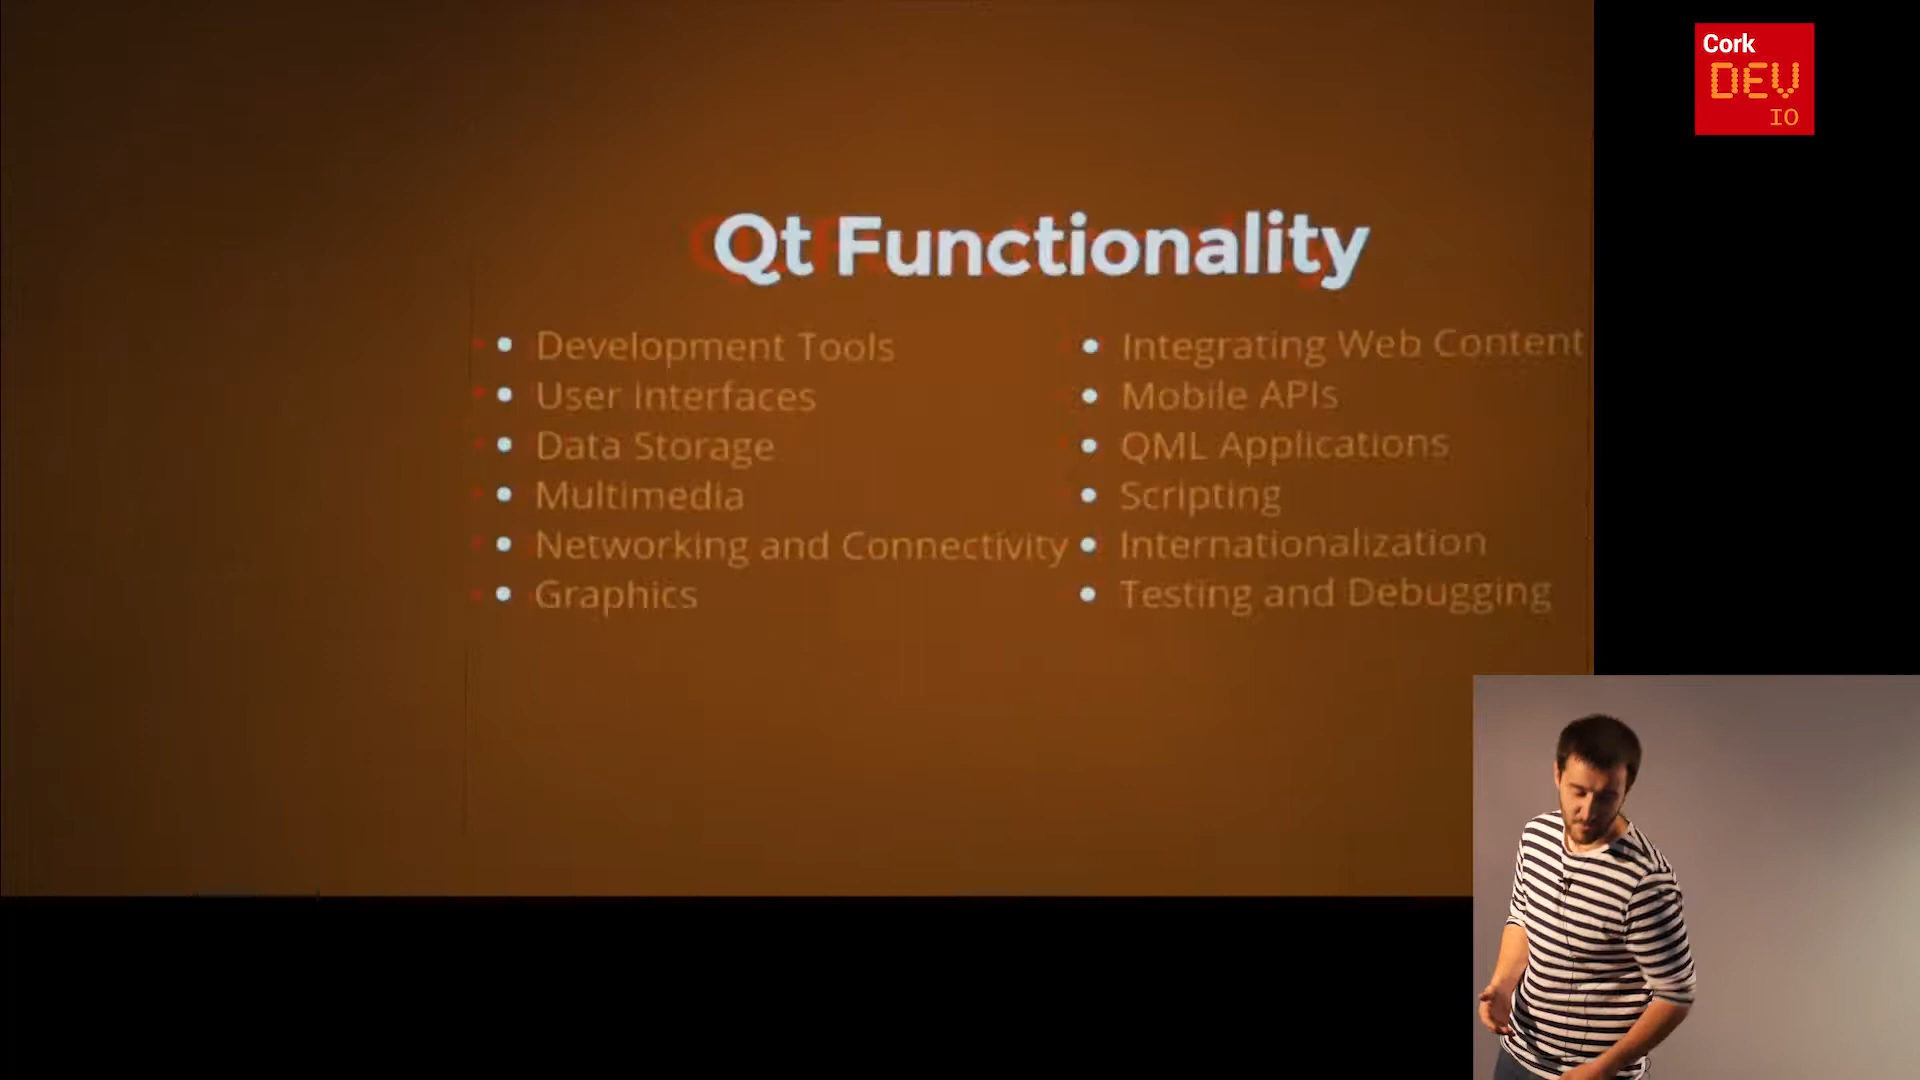 Cork
DEV
IO
Qt Functionality
Development Tools
User Interfaces
Data Storage
Multimedia
Networking and Connectivity
Graphics
Integrating Web Content
Mobile APIs
QML Applications
Scripting
Internationalization
Testing and Debugging